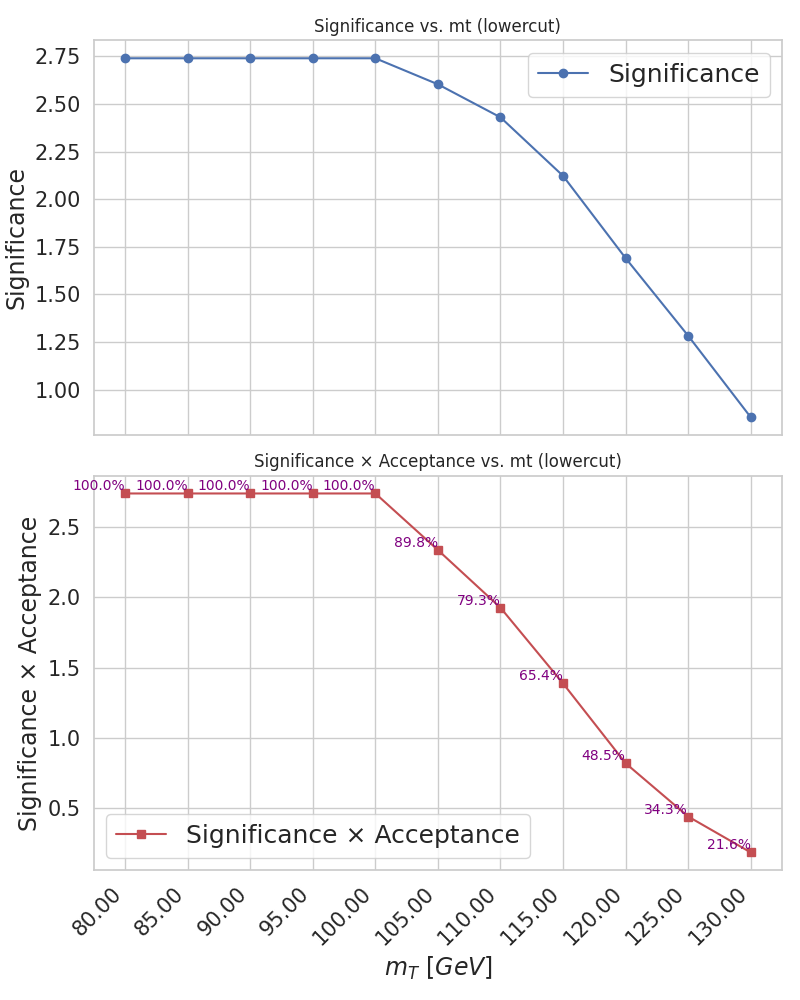 Significance vs. mt (lowercut)
Significance
2.75
2.50
2.25
2.00
1.75
1.50
1.25
1.00
Significance
Significance × Acceptance vs. mt (lowercut)
100.0% 100.0% 100.0% 100.0% 100.0%
89.8%
79.3%
65.4%
48.5%
34.3%
21.6%
2.5
2.0
1.5
1.0
0.5
Significance × Acceptance
Significance × Acceptance
80.00 85.00 90.00 95.00 100.00 105.00 110.00 115.00 120.00 125.00 130.00
m_T [GeV]